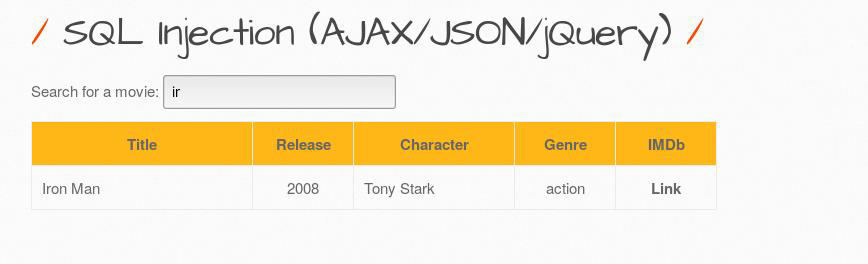 / SQL Injection (AJAX/JSON/jQuery) /
Search for a movie: ir
Title Release Character Genre IMDb
Iron Man 2008 Tony Stark action Link